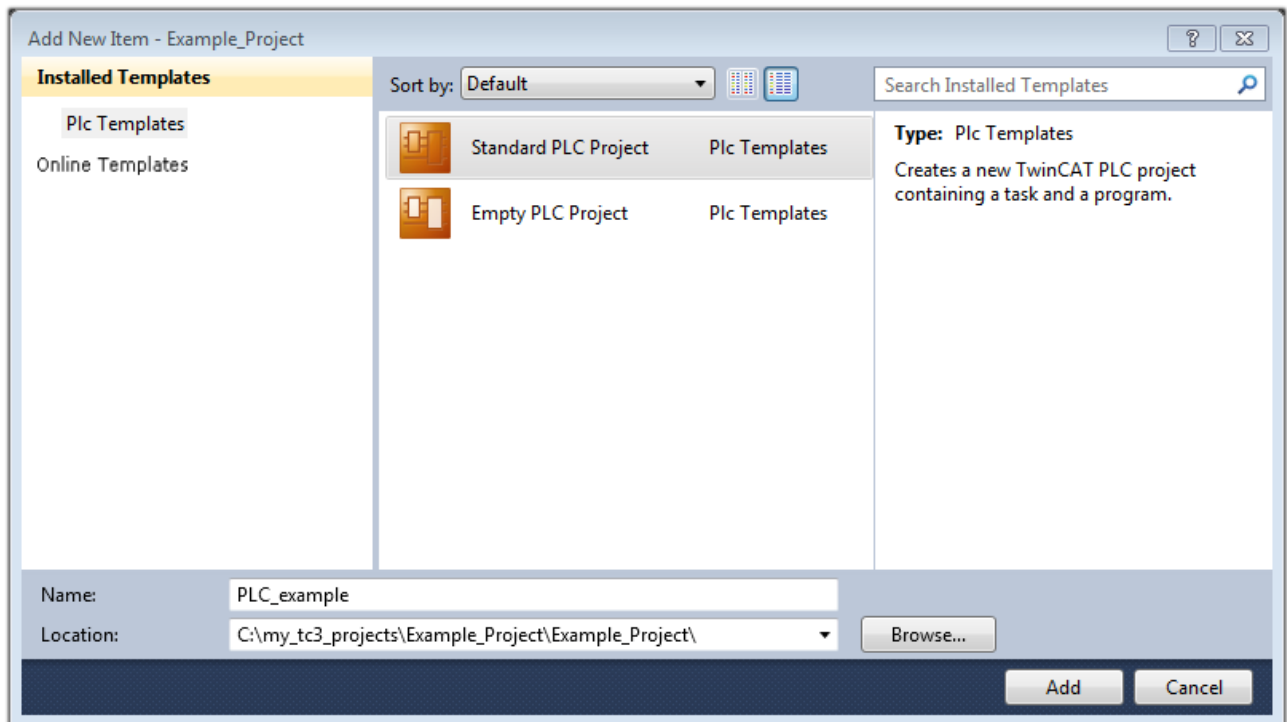 Add New Item - Example_Project
Installed Templates
Plc Templates
Online Templates
Sort by: Default
Search Installed Templates
Standard PLC Project Plc Templates
Empty PLC Project Plc Templates
Type: Plc Templates
Creates a new TwinCAT PLC project
containing a task and a program.
Name: PLC_example
Location: C:\my_tc3_projects\Example_Project\Example_Project\ Browse...
Add Cancel